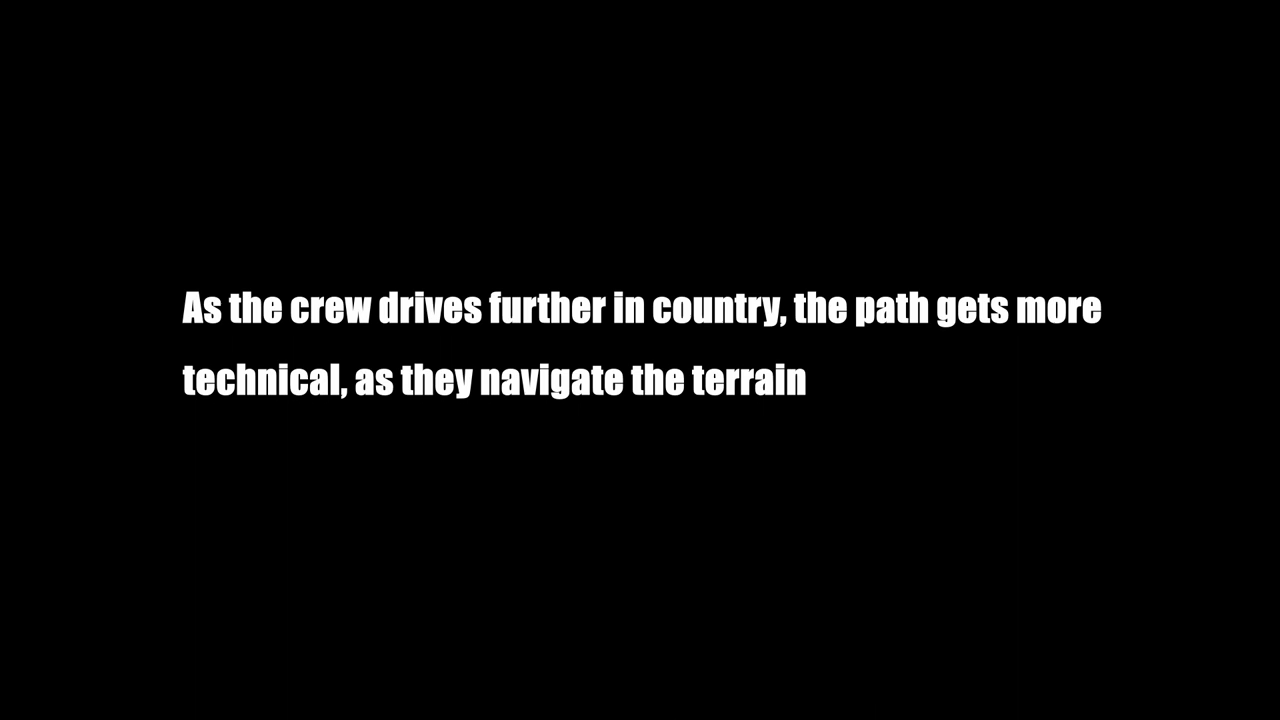 As the crew drives further in country, the path gets more
technical, as they navigate the terrain